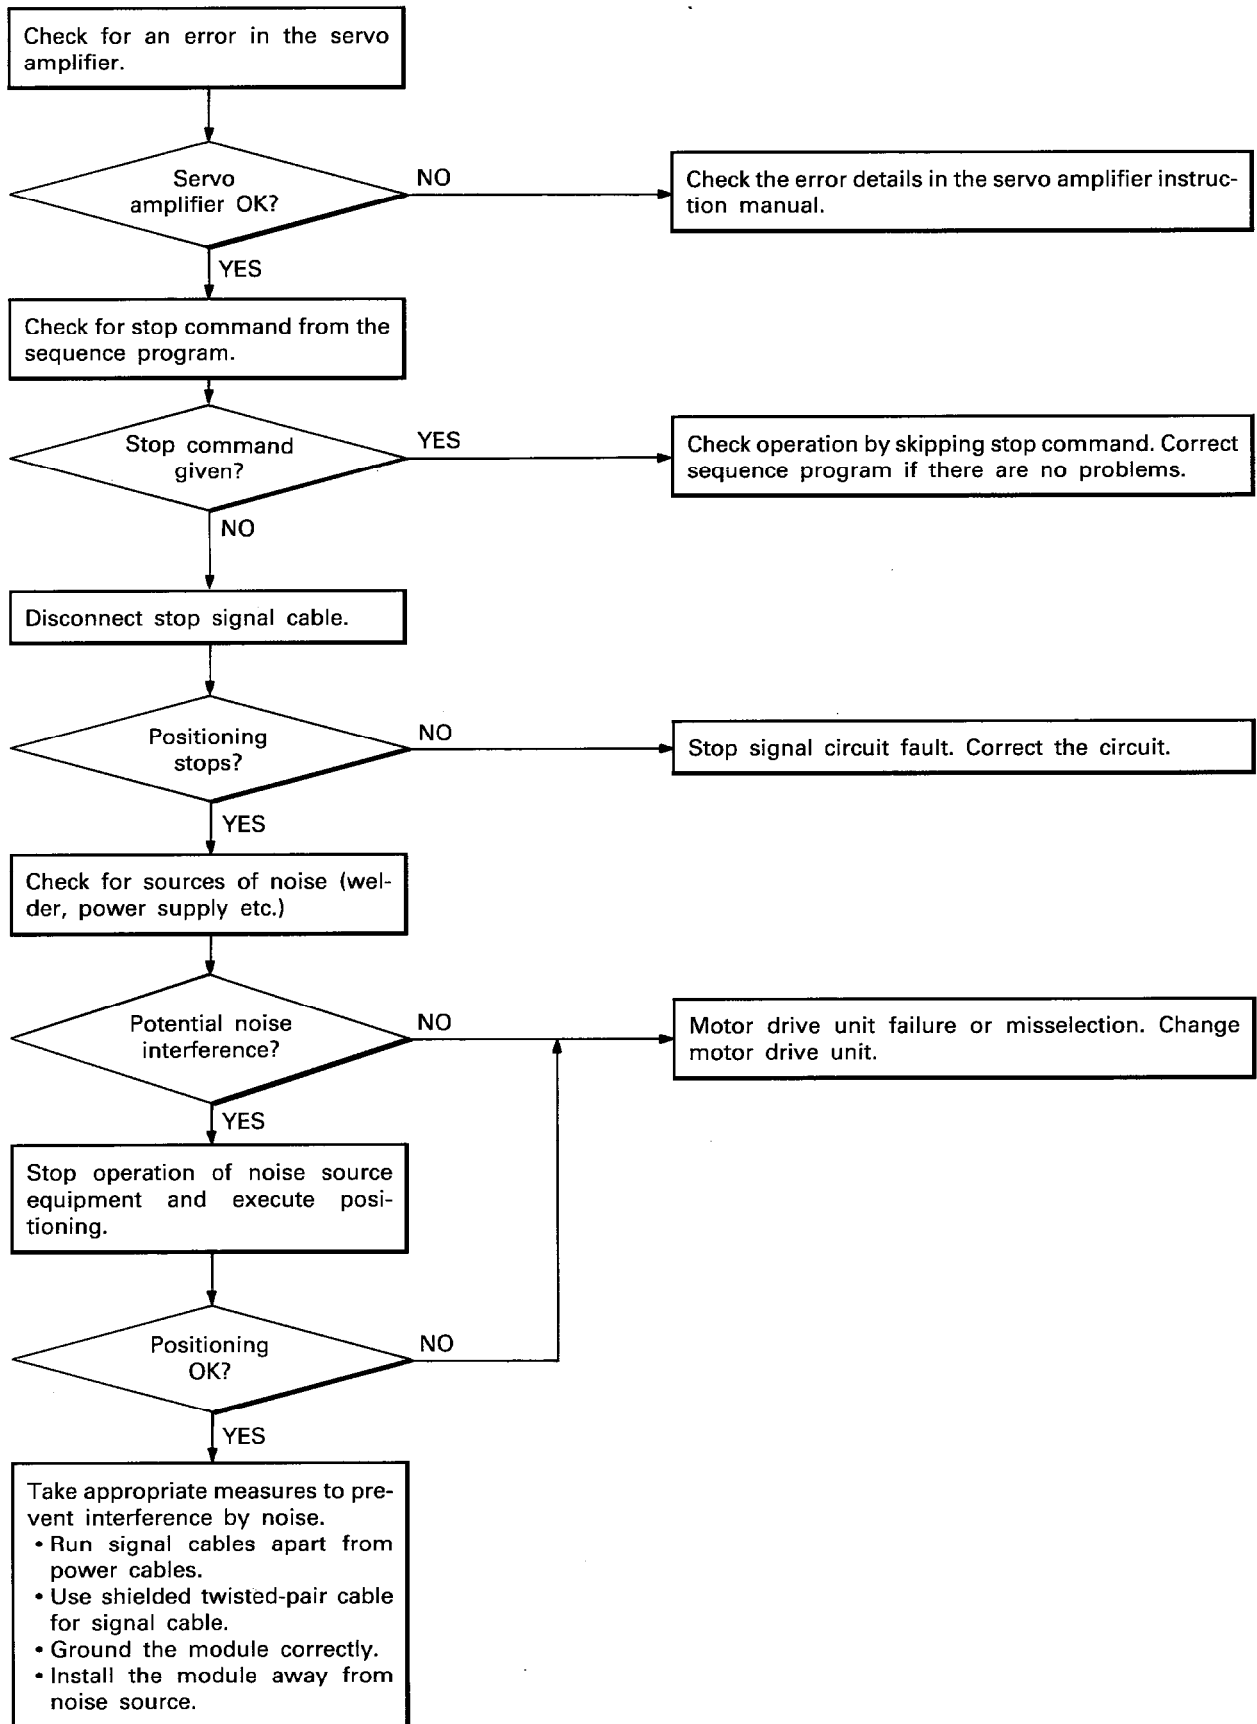 Check for an error in the servo
amplifier.
Servo
amplifier OK?
NO
Check the error details in the servo amplifier instruc-
tion manual.
YES
Check for stop command from the
sequence program.
Stop command
given?
YES
Check operation by skipping stop command. Correct
sequence program if there are no problems.
NO
Disconnect stop signal cable.
Positioning
stops?
NO
Stop signal circuit fault. Correct the circuit.
YES
Check for sources of noise (wel-
der, power supply etc.)
Potential noise
interference?
NO
Motor drive unit failure or misselection. Change
motor drive unit.
YES
Stop operation of noise source
equipment and execute posi-
tioning.
Positioning
OK?
NO
YES
Take appropriate measures to pre-
vent interference by noise.
• Run signal cables apart from
power cables.
• Use shielded twisted-pair cable
for signal cable.
• Ground the module correctly.
• Install the module away from
noise source.